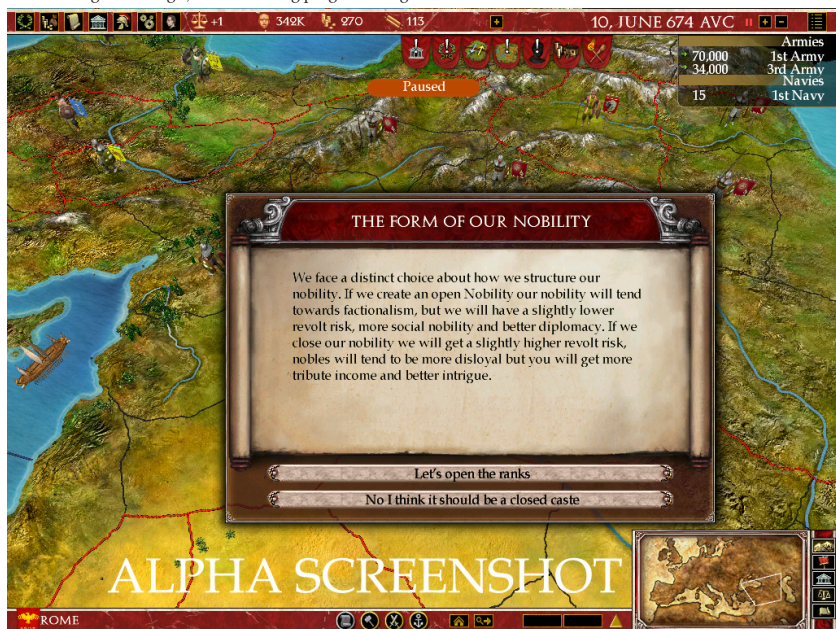 +1
342K
270
113
10, JUNE 674 AVC
Armies
70,000 1st Army
34,000 3rd Army
Navies
15 1st Navy
Paused
THE FORM OF OUR NOBILITY
We face a distinct choice about how we structure our
nobility. If we create an open Nobility our nobility will tend
towards factionalism, but we will have a slightly lower
revolt risk, more social nobility and better diplomacy. If we
close our nobility we will get a slightly higher revolt risk,
nobles will tend to be more disloyal but you will get more
tribute income and better intrigue.
Let's open the ranks
No I think it should be a closed caste
ALPHA SCREENSHOT
ROME